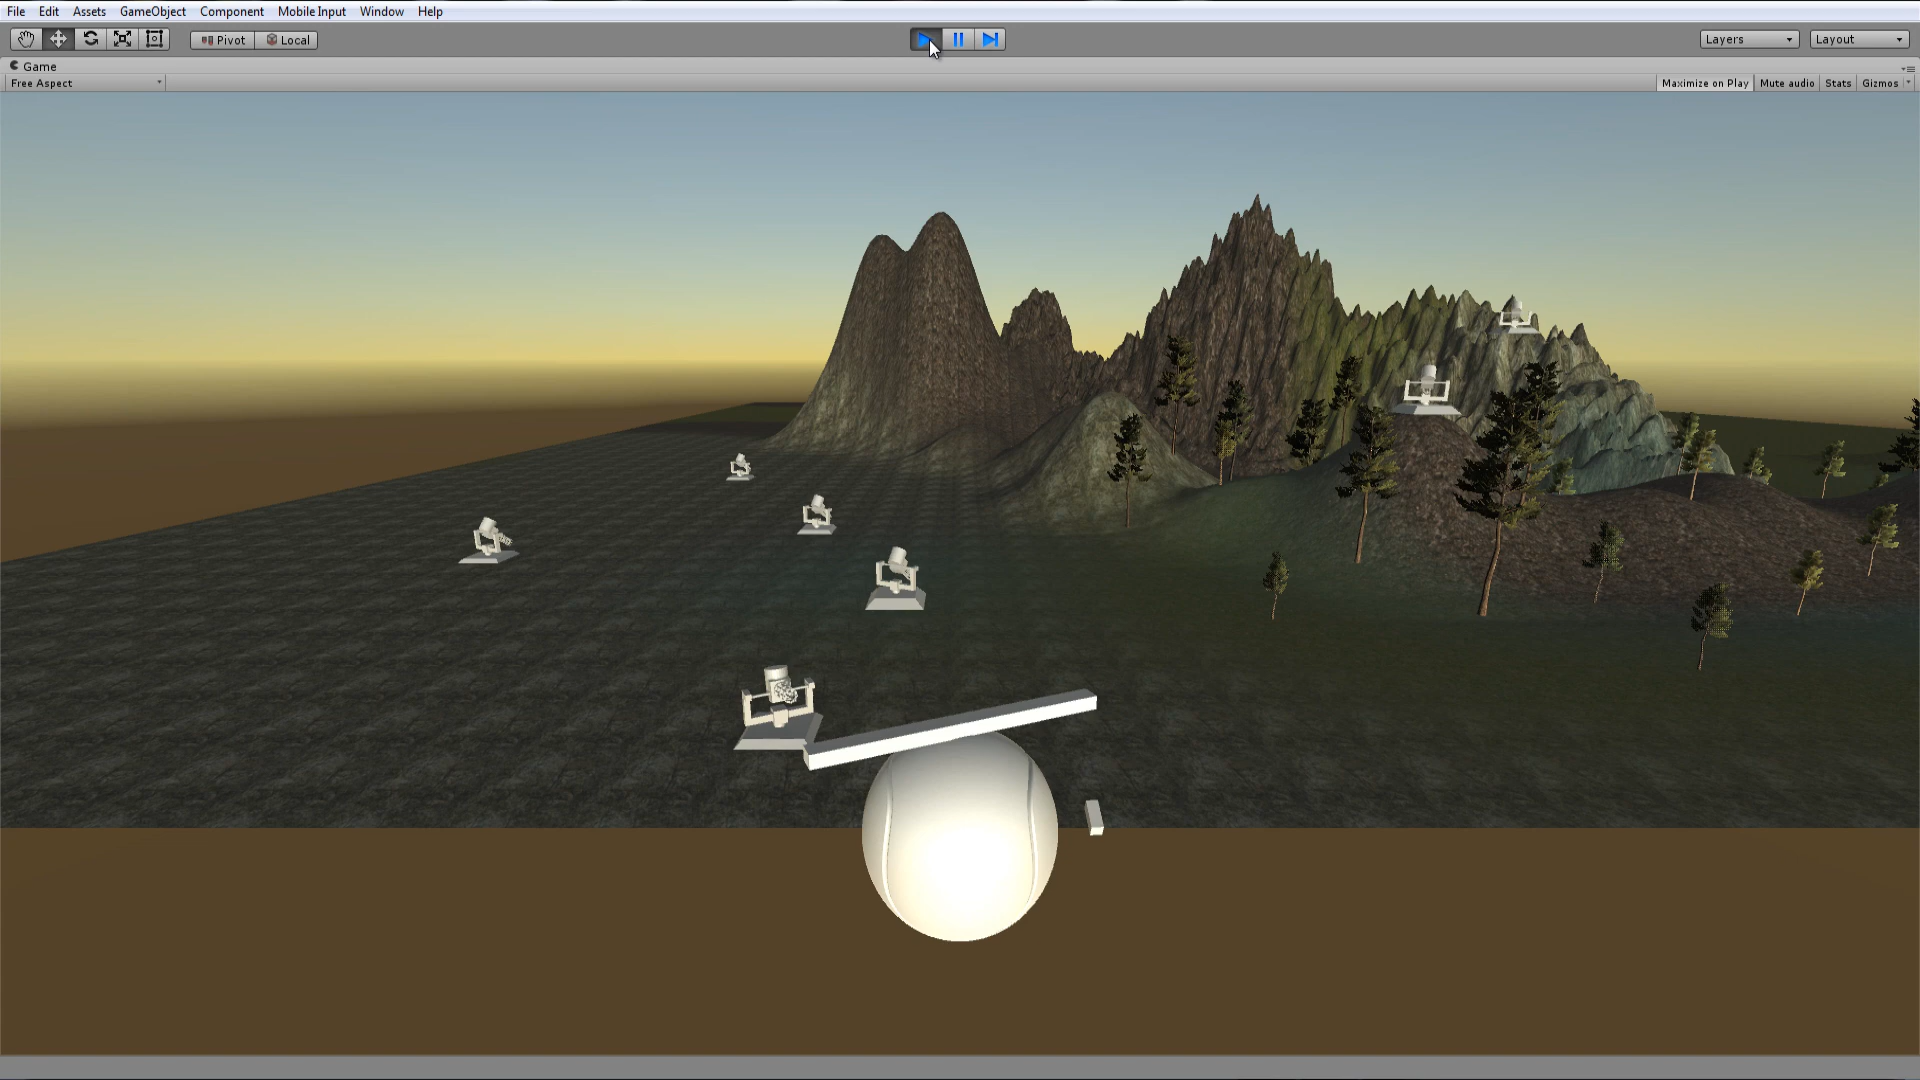 File Edit Assets GameObject Component Mobile Input Window Help
Pivot Local Layers Layout
Game
Free Aspect Maximize on Play Mute audio Stats Gizmos